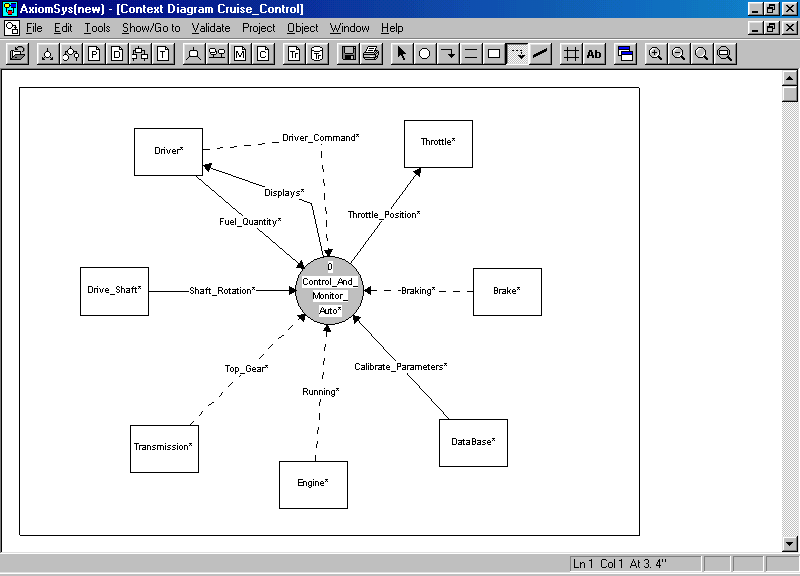 AxiomSys(new) - [Context Diagram Cruise_Control]
File Edit Tools Show/Go to Validate Project Object Window Help
P D T M C Tr Tr Ab
Driver_Command*
Throttle*
Driver*
Displays*
Throttle_Position*
Fuel_Quantity*
0
Control_And_
Monitor_
Auto*
Drive_Shaft*
Shaft_Rotation*
Braking*
Brake*
Top_Gear*
Calibrate_Parameters*
Running*
Transmission*
DataBase*
Engine*
Ln 1 Col 1 At 3. 4"